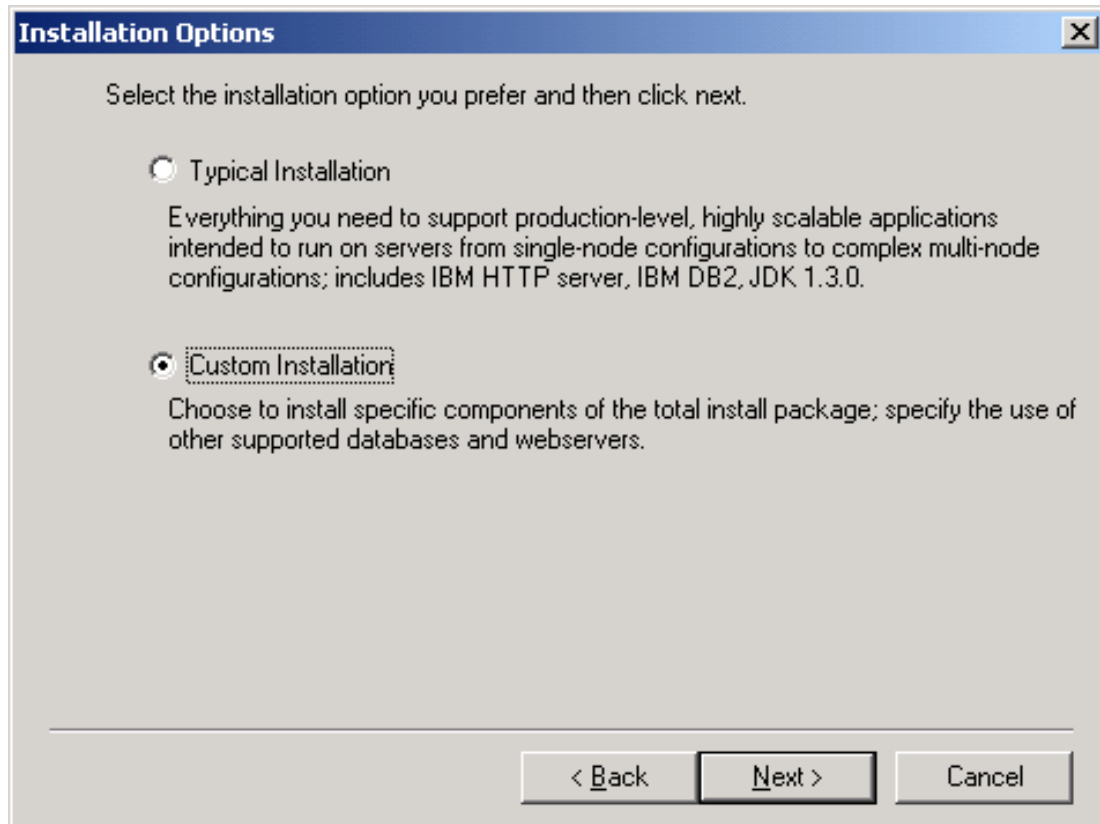 Installation Options
Select the installation option you prefer and then click next.
Typical Installation
Everything you need to support production-level, highly scalable applications
intended to run on servers from single-node configurations to complex multi-node
configurations; includes IBM HTTP server, IBM DB2, JDK 1.3.0.
Custom Installation
Choose to install specific components of the total install package; specify the use of
other supported databases and webservers.
< Back Next > Cancel